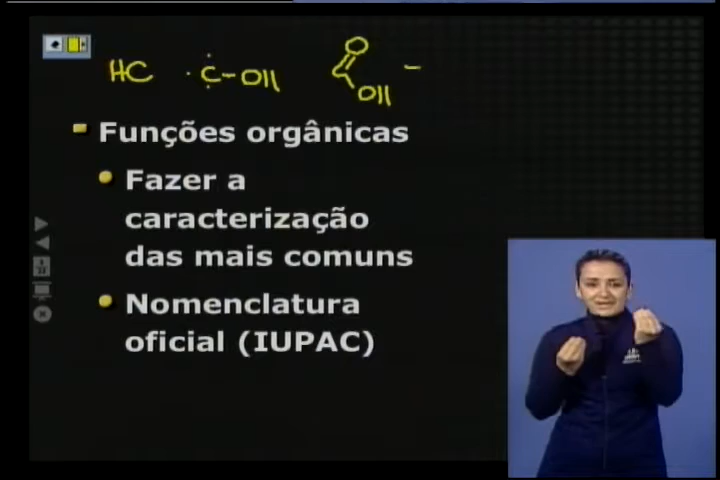 HC · C-OH C O OH -
Funções orgânicas
Fazer a
caracterização
das mais comuns
Nomenclatura
oficial (IUPAC)